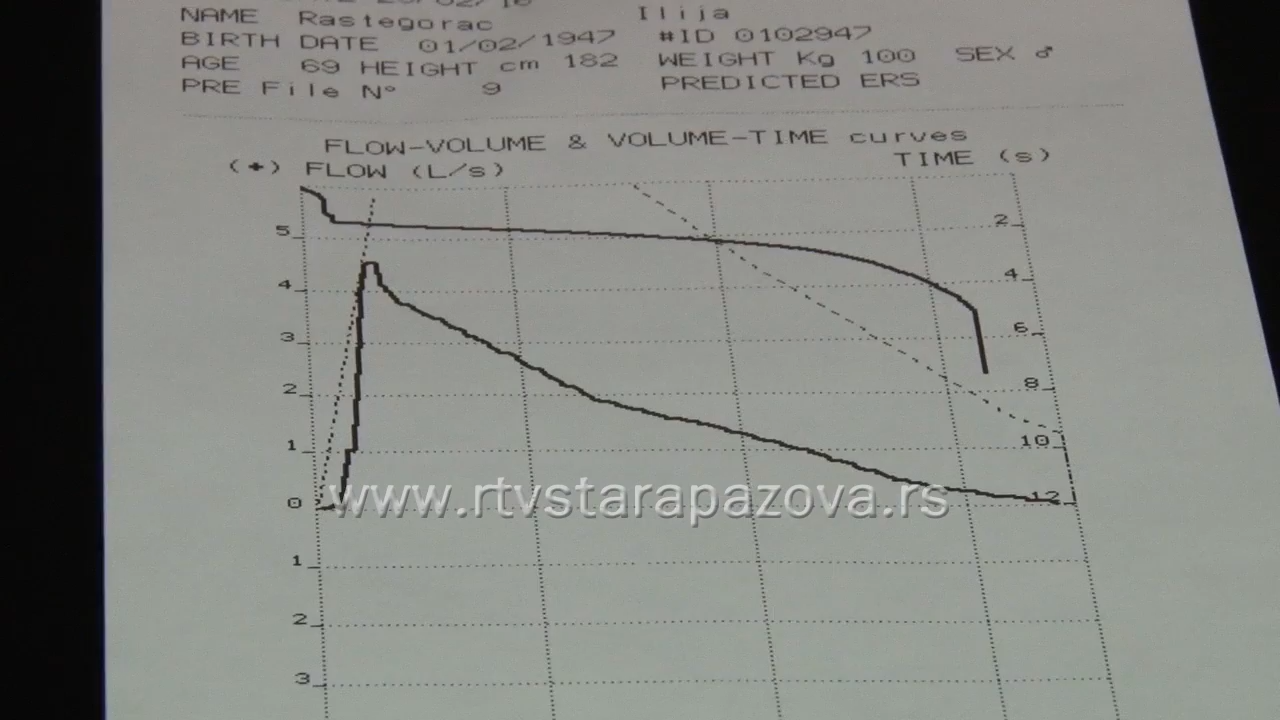 NAME Rastegorac Ilija
BIRTH DATE 01/02/1947 #ID 0102947
AGE 69 HEIGHT cm 182 WEIGHT Kg 100 SEX ♂
PRE File N° 9 PREDICTED ERS
FLOW-VOLUME & VOLUME-TIME curves
(+) FLOW (L/s) TIME (s)
2
5
4
4
6
3
8
2
10
1
12
0
www.rtvstarapazova.rs
1
2
3